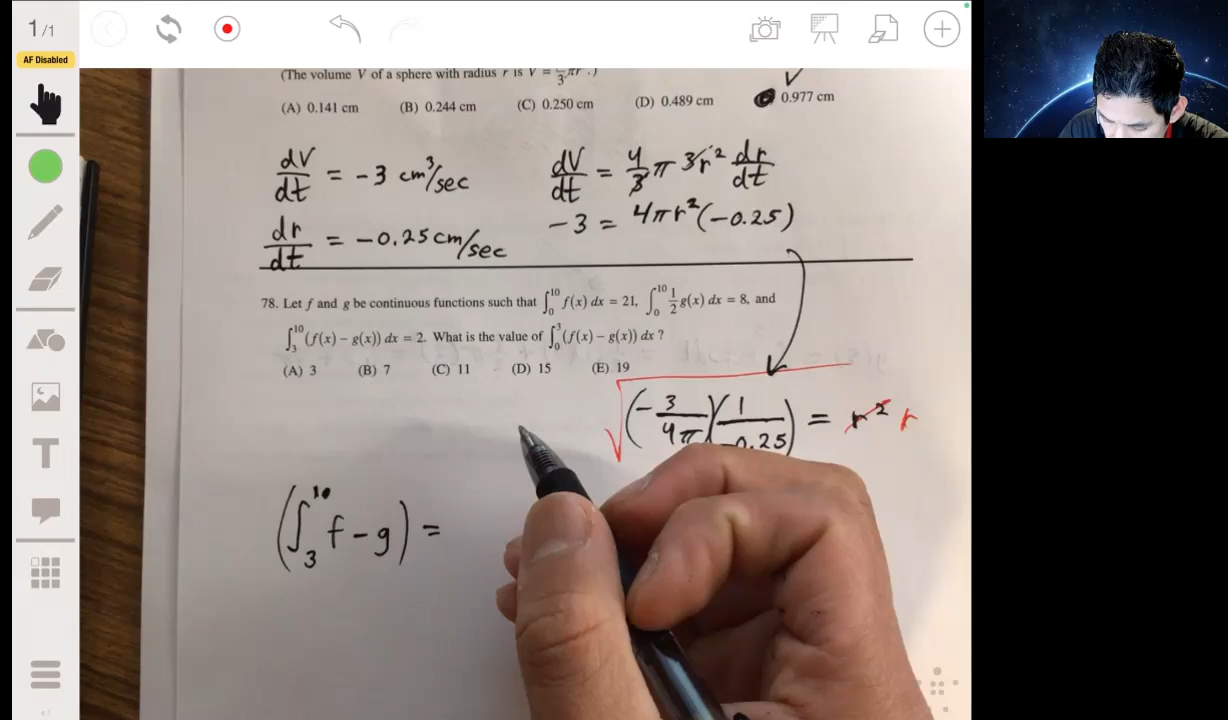 1/1
AF Disabled
(The volume V of a sphere with radius r is V = 4/3 πr³.)
(A) 0.141 cm (B) 0.244 cm (C) 0.250 cm (D) 0.489 cm 0.977 cm
dV/dt = -3 cm³/sec
dV/dt = 4/3 π 3r² dr/dt
dr/dt = -0.25 cm/sec
-3 = 4πr²(-0.25)
78. Let f and g be continuous functions such that ∫₀¹⁰ f(x) dx = 21, ∫₀¹⁰ 1/2 g(x) dx = 8, and
∫₃¹⁰ (f(x) − g(x)) dx = 2. What is the value of ∫₀³ (f(x) − g(x)) dx ?
(A) 3 (B) 7 (C) 11 (D) 15 (E) 19
√(-3/4π)(1/-0.25) = r² r
(∫₃¹⁰ f - g) =
T